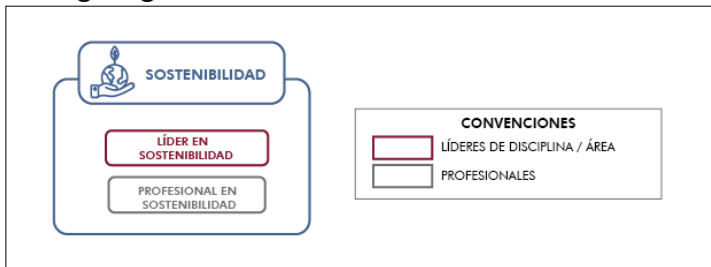 SOSTENIBILIDAD
LÍDER EN
SOSTENIBILIDAD
PROFESIONAL EN
SOSTENIBILIDAD
CONVENCIONES
LÍDERES DE DISCIPLINA / ÁREA
PROFESIONALES